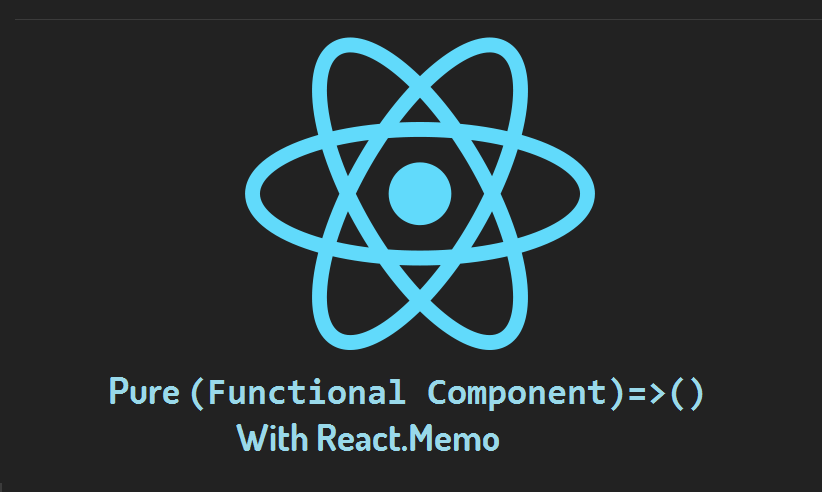 Pure (Functional Component)=>()
With React.Memo